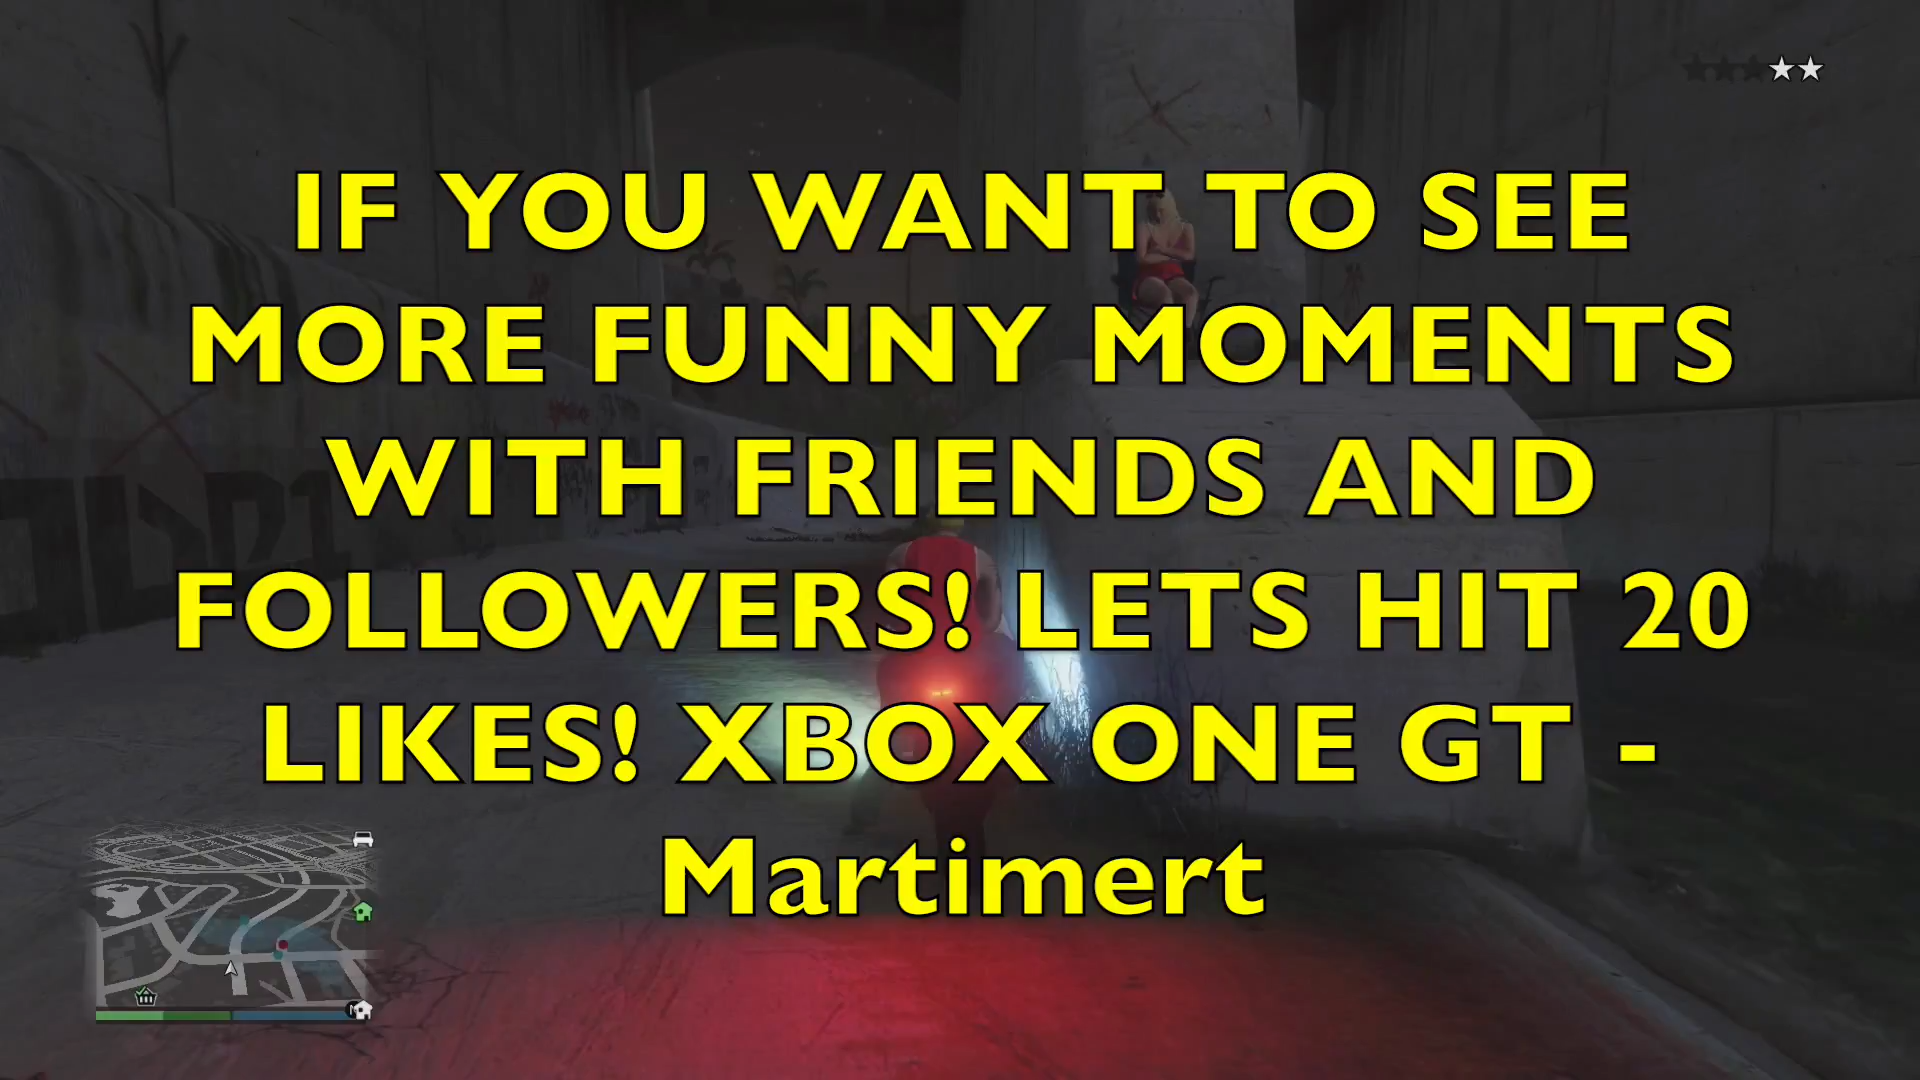 IF YOU WANT TO SEE
MORE FUNNY MOMENTS
WITH FRIENDS AND
FOLLOWERS! LETS HIT 20
LIKES! XBOX ONE GT -
Martimert